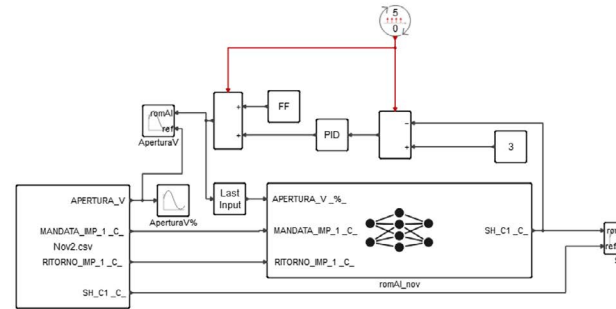 5
0
romAI
ref
AperturaV
+
+
FF
PID
−
+
3
APERTURA_V
Nov2.csv
MANDATA_IMP_1 _C_
RITORNO_IMP_1 _C_
SH_C1 _C_
AperturaV%
Last
Input
APERTURA_V _%_
MANDATA_IMP_1 _C_
RITORNO_IMP_1 _C_
SH_C1 _C_
romAI_nov
ref